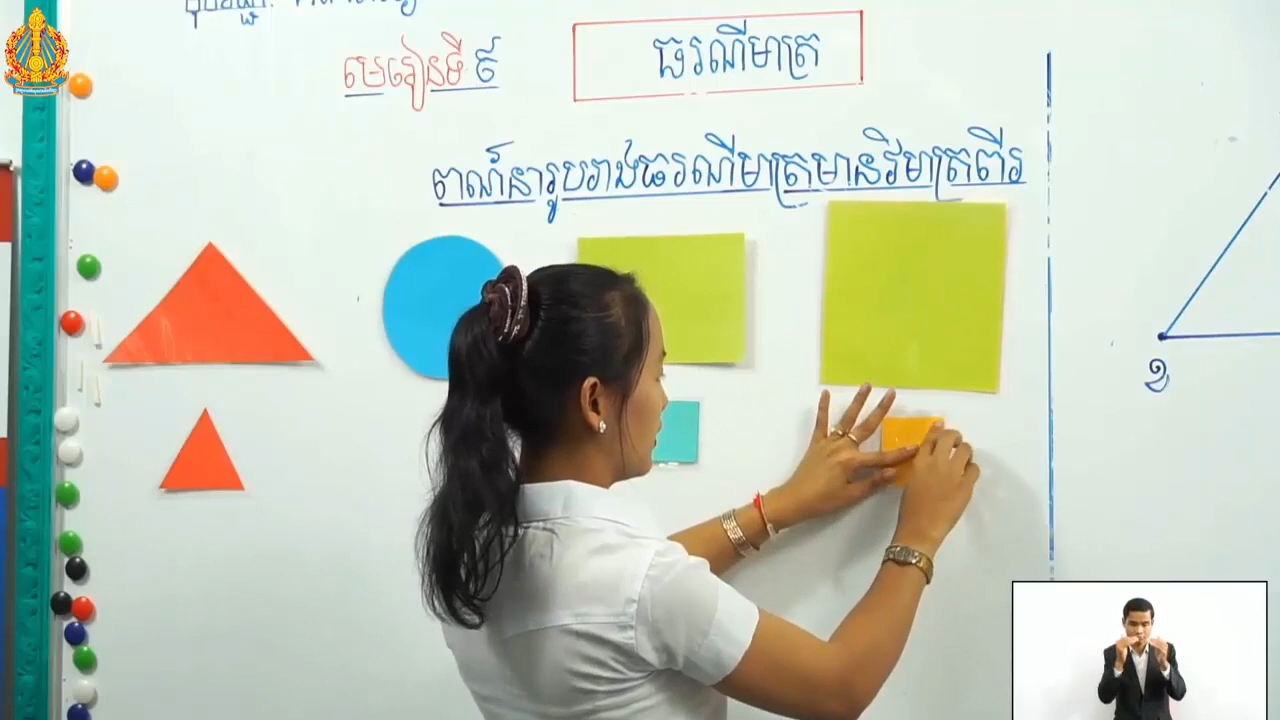 មេរៀនទី ៩
ធរណីមាត្រ
ពណ៌នារូបរាងធរណីមាត្រមានវិមាត្រពីរ
ខ